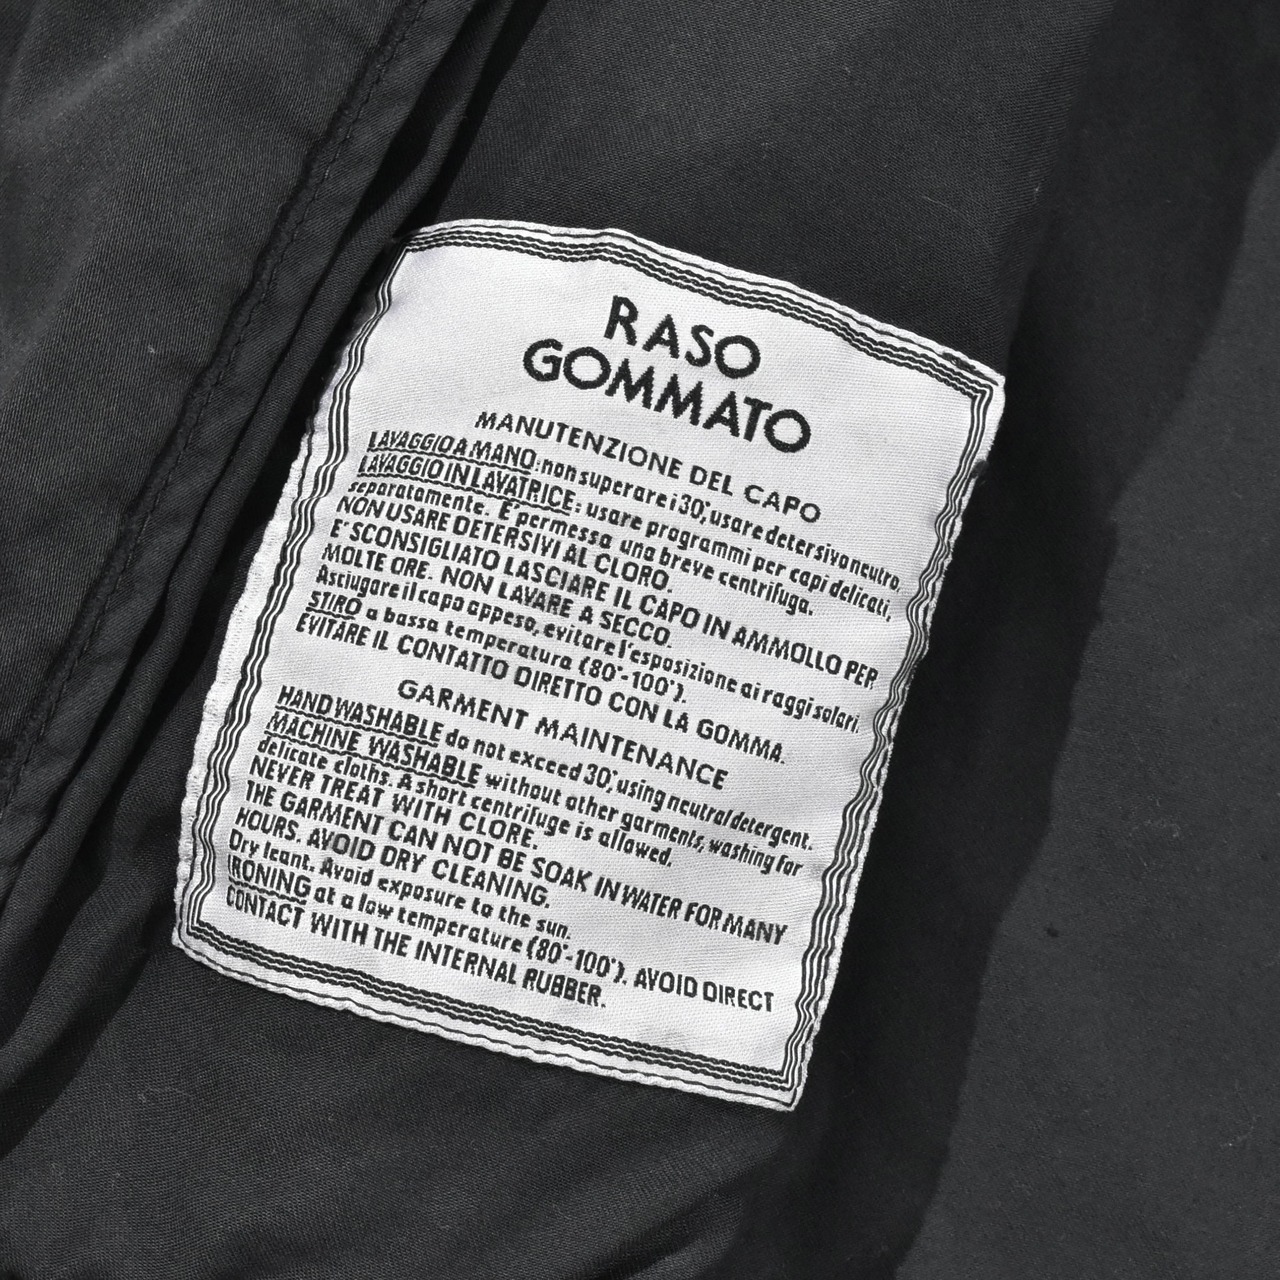 RASO
GOMMATO
MANUTENZIONE DEL CAPO
LAVAGGIO A MANO: non superare i 30°, usare detersivo neutro.
LAVAGGIO IN LAVATRICE: usare programmi per capi delicati,
separatamente. E' permessa una breve centrifuga.
NON USARE DETERSIVI AL CLORO.
E' SCONSIGLIATO LASCIARE IL CAPO IN AMMOLLO PER
MOLTE ORE. NON LAVARE A SECCO.
Asciugare il capo appeso, evitare l'esposizione ai raggi solari.
STIRO a bassa temperatura (80°-100°).
EVITARE IL CONTATTO DIRETTO CON LA GOMMA.
GARMENT MAINTENANCE
HAND WASHABLE do not exceed 30°, using neutral detergent.
MACHINE WASHABLE without other garments, washing for
delicate cloths. A short centrifuge is allowed.
NEVER TREAT WITH CLORE.
THE GARMENT CAN NOT BE SOAK IN WATER FOR MANY
HOURS. AVOID DRY CLEANING.
Dry leant. Avoid exposure to the sun.
IRONING at a low temperature (80°-100°). AVOID DIRECT
CONTACT WITH THE INTERNAL RUBBER.